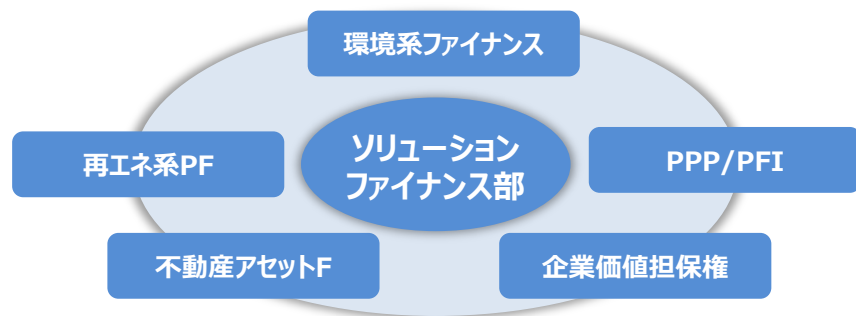 環境系ファイナンス
再エネ系PF
ソリューション
ファイナンス部
PPP/PFI
不動産アセットF
企業価値担保権